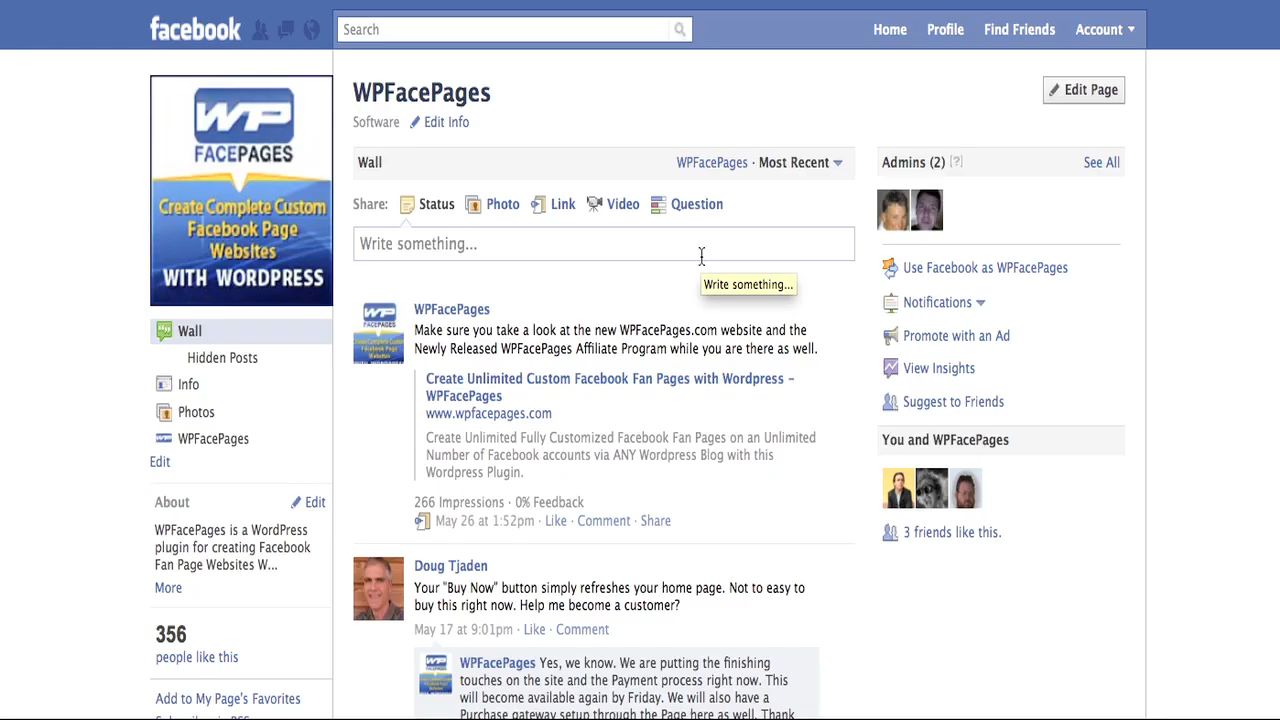 facebook
Search
Home
Profile
Find Friends
Account
WP
FACEPAGES
Create Complete Custom
Facebook Page
Websites
WITH WORDPRESS
Wall
Hidden Posts
Info
Photos
WPFacePages
Edit
About
Edit
WPFacePages is a WordPress
plugin for creating Facebook
Fan Page Websites W...
More
356
people like this
Add to My Page's Favorites
WPFacePages
Software
Edit Info
Wall
WPFacePages · Most Recent
Share:
Status
Photo
Link
Video
Question
Write something...
Write something...
WPFacePages
Make sure you take a look at the new WPFacePages.com website and the
Newly Released WPFacePages Affiliate Program while you are there as well.
Create Unlimited Custom Facebook Fan Pages with Wordpress –
WPFacePages
www.wpfacepages.com
Create Unlimited Fully Customized Facebook Fan Pages on an Unlimited
Number of Facebook accounts via ANY Wordpress Blog with this
Wordpress Plugin.
266 Impressions · 0% Feedback
May 26 at 1:52pm · Like · Comment · Share
Doug Tjaden
Your "Buy Now" button simply refreshes your home page. Not to easy to
buy this right now. Help me become a customer?
May 17 at 9:01pm · Like · Comment
WPFacePages Yes, we know. We are putting the finishing
touches on the site and the Payment process right now. This
will become available again by Friday. We will also have a
Purchase gateway setup through the Page here as well. Thank
Edit Page
Admins (2) [?]
See All
Use Facebook as WPFacePages
Notifications
Promote with an Ad
View Insights
Suggest to Friends
You and WPFacePages
3 friends like this.